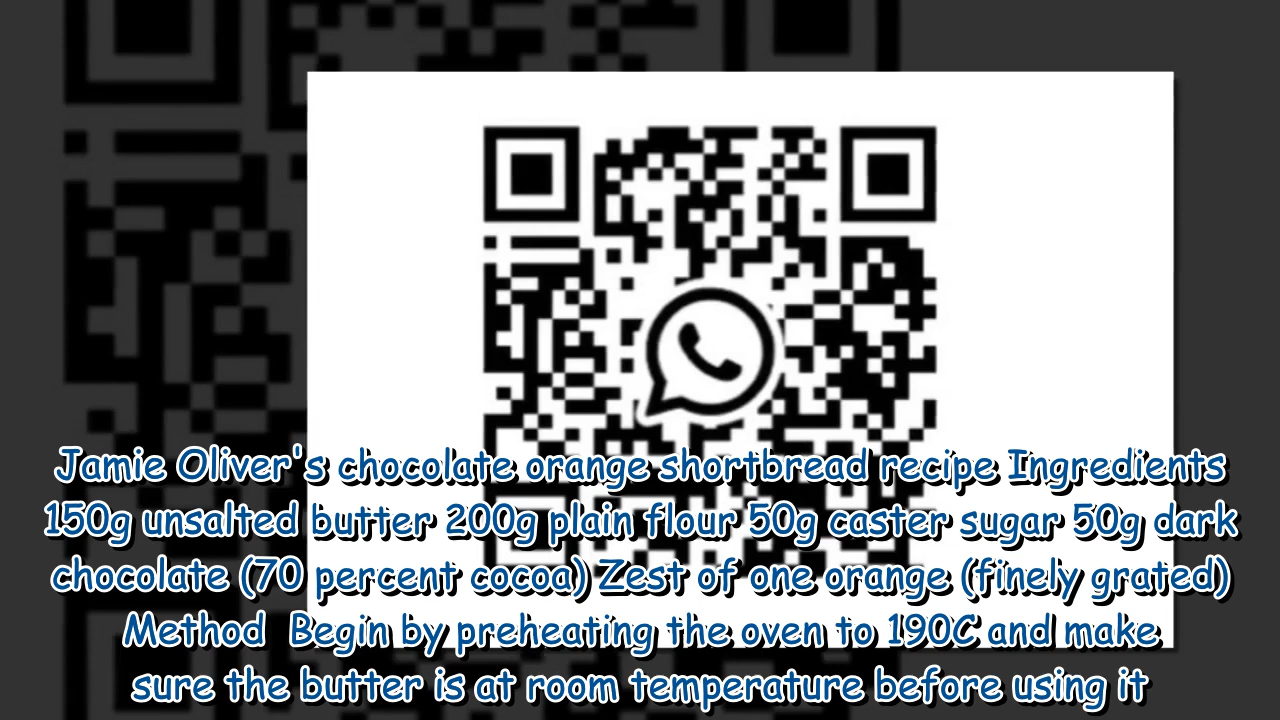 Jamie Oliver's chocolate orange shortbread recipe Ingredients
150g unsalted butter 200g plain flour 50g caster sugar 50g dark
chocolate (70 percent cocoa) Zest of one orange (finely grated)
Method Begin by preheating the oven to 190C and make
sure the butter is at room temperature before using it